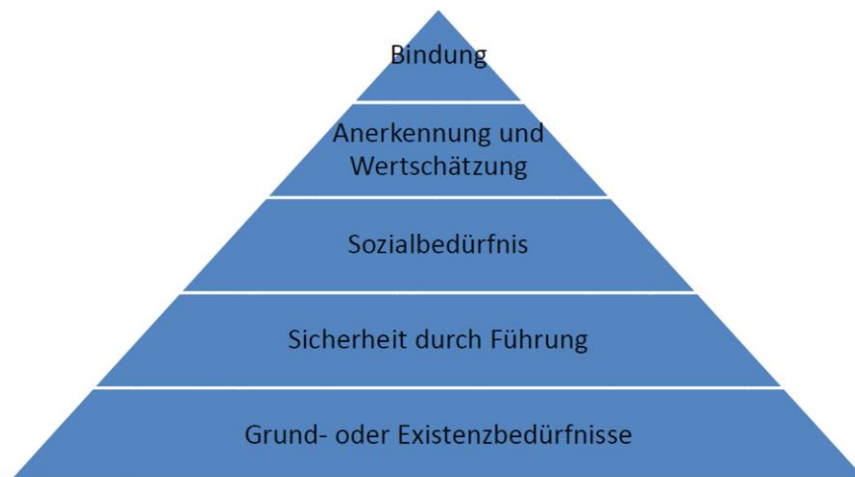 Bindung
Anerkennung und
Wertschätzung
Sozialbedürfnis
Sicherheit durch Führung
Grund- oder Existenzbedürfnisse